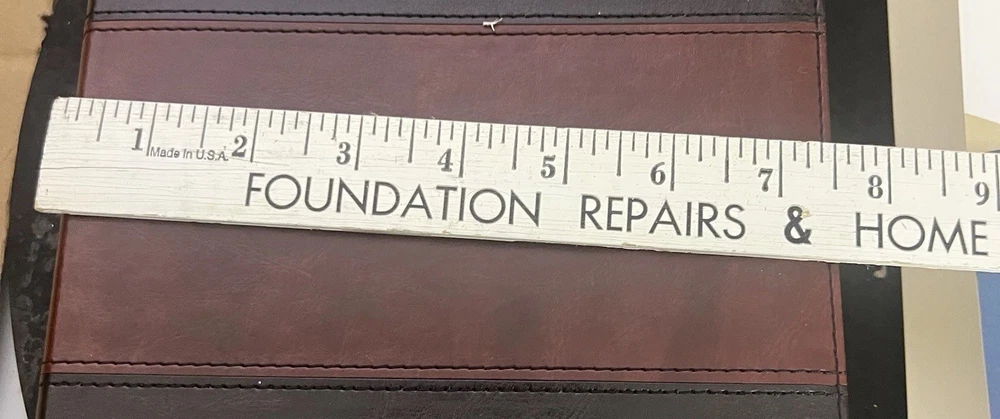 1 2 3 4 5 6 7 8 9
Made in U.S.A.
FOUNDATION REPAIRS & HOME